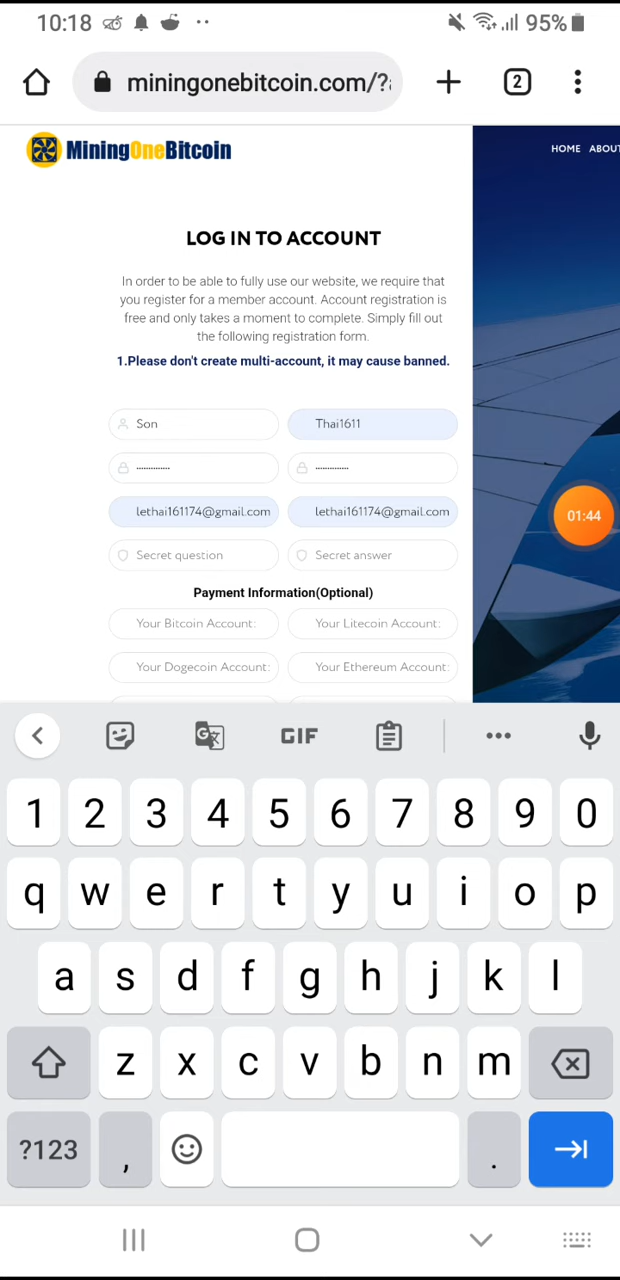 10:18
95%
miningonebitcoin.com/?
2
MiningOneBitcoin
HOME ABOUT
LOG IN TO ACCOUNT
In order to be able to fully use our website, we require that
you register for a member account. Account registration is
free and only takes a moment to complete. Simply fill out
the following registration form.
1.Please don't create multi-account, it may cause banned.
Son
Thai1611
lethai161174@gmail.com
lethai161174@gmail.com
01:44
Secret question
Secret answer
Payment Information(Optional)
Your Bitcoin Account:
Your Litecoin Account:
Your Dogecoin Account:
Your Ethereum Account:
GIF
1 2 3 4 5 6 7 8 9 0
q w e r t y u i o p
a s d f g h j k l
z x c v b n m
?123 , .